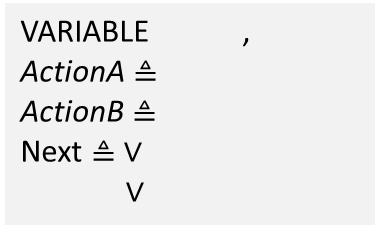 VARIABLE ,
ActionA ≜
ActionB ≜
Next ≜ ∨
∨